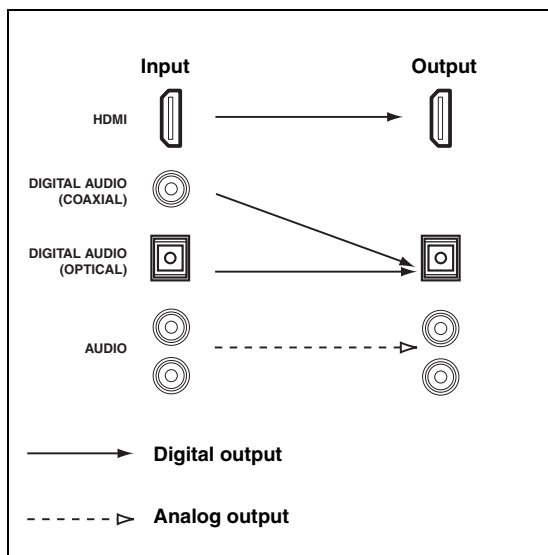 Input Output
HDMI
DIGITAL AUDIO
(COAXIAL)
DIGITAL AUDIO
(OPTICAL)
AUDIO
Digital output
Analog output